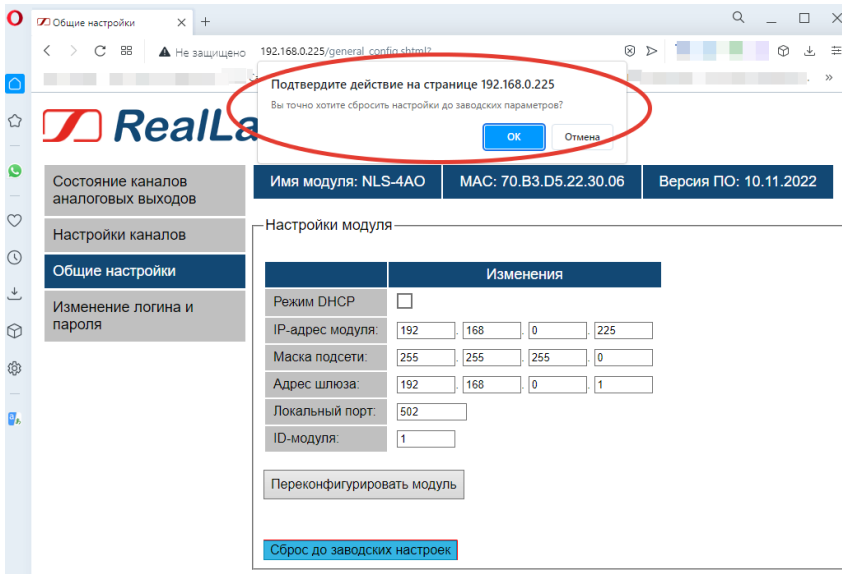 Общие настройки
Не защищено
192.168.0.225/general_config.shtml?
Подтвердите действие на странице 192.168.0.225
Вы точно хотите сбросить настройки до заводских параметров?
ОК
Отмена
RealLa
Имя модуля: NLS-4AO
MAC: 70.B3.D5.22.30.06
Версия ПО: 10.11.2022
Состояние каналов
аналоговых выходов
Настройки каналов
Общие настройки
Изменение логина и
пароля
Настройки модуля
Изменения
Режим DHCP
IP-адрес модуля: 192 . 168 . 0 . 225
Маска подсети: 255 . 255 . 255 . 0
Адрес шлюза: 192 . 168 . 0 . 1
Локальный порт: 502
ID-модуля: 1
Переконфигурировать модуль
Сброс до заводских настроек